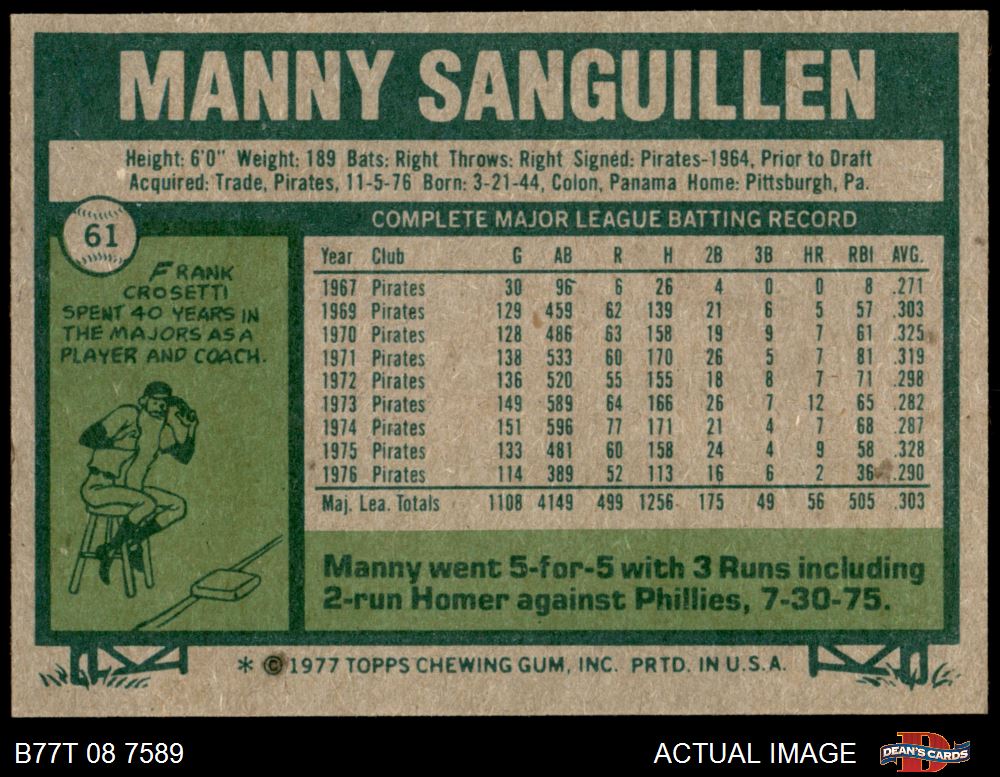 MANNY SANGUILLEN
Height: 6'0" Weight: 189 Bats: Right Throws: Right Signed: Pirates-1964, Prior to Draft
Acquired: Trade, Pirates, 11-5-76 Born: 3-21-44, Colon, Panama Home: Pittsburgh, Pa.
61
FRANK
CROSETTI
SPENT 40 YEARS IN
THE MAJORS AS A
PLAYER AND COACH.
COMPLETE MAJOR LEAGUE BATTING RECORD
Year Club G AB R H 2B 3B HR RBI AVG.
1967 Pirates 30 96 6 26 4 0 0 8 .271
1969 Pirates 129 459 62 139 21 6 5 57 .303
1970 Pirates 128 486 63 158 19 9 7 61 .325
1971 Pirates 138 533 60 170 26 5 7 81 .319
1972 Pirates 136 520 55 155 18 8 7 71 .298
1973 Pirates 149 589 64 166 26 7 12 65 .282
1974 Pirates 151 596 77 171 21 4 7 68 .287
1975 Pirates 133 481 60 158 24 4 9 58 .328
1976 Pirates 114 389 52 113 16 6 2 36 .290
Maj. Lea. Totals 1108 4149 499 1256 175 49 56 505 .303
Manny went 5-for-5 with 3 Runs including
2-run Homer against Phillies, 7-30-75.
* © 1977 TOPPS CHEWING GUM, INC. PRTD. IN U.S.A.
B77T 08 7589
ACTUAL IMAGE
DEAN'S CARDS